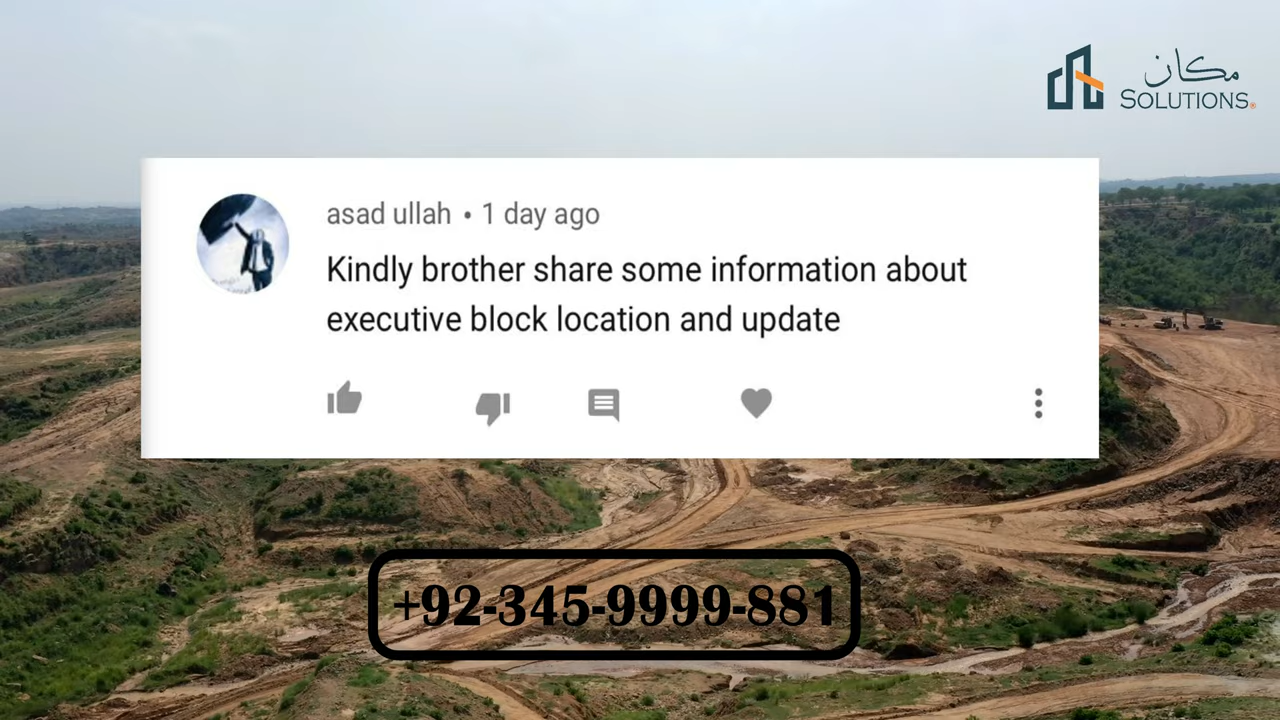 مکان
SOLUTIONS
asad ullah • 1 day ago
Kindly brother share some information about
executive block location and update
+92-345-9999-881